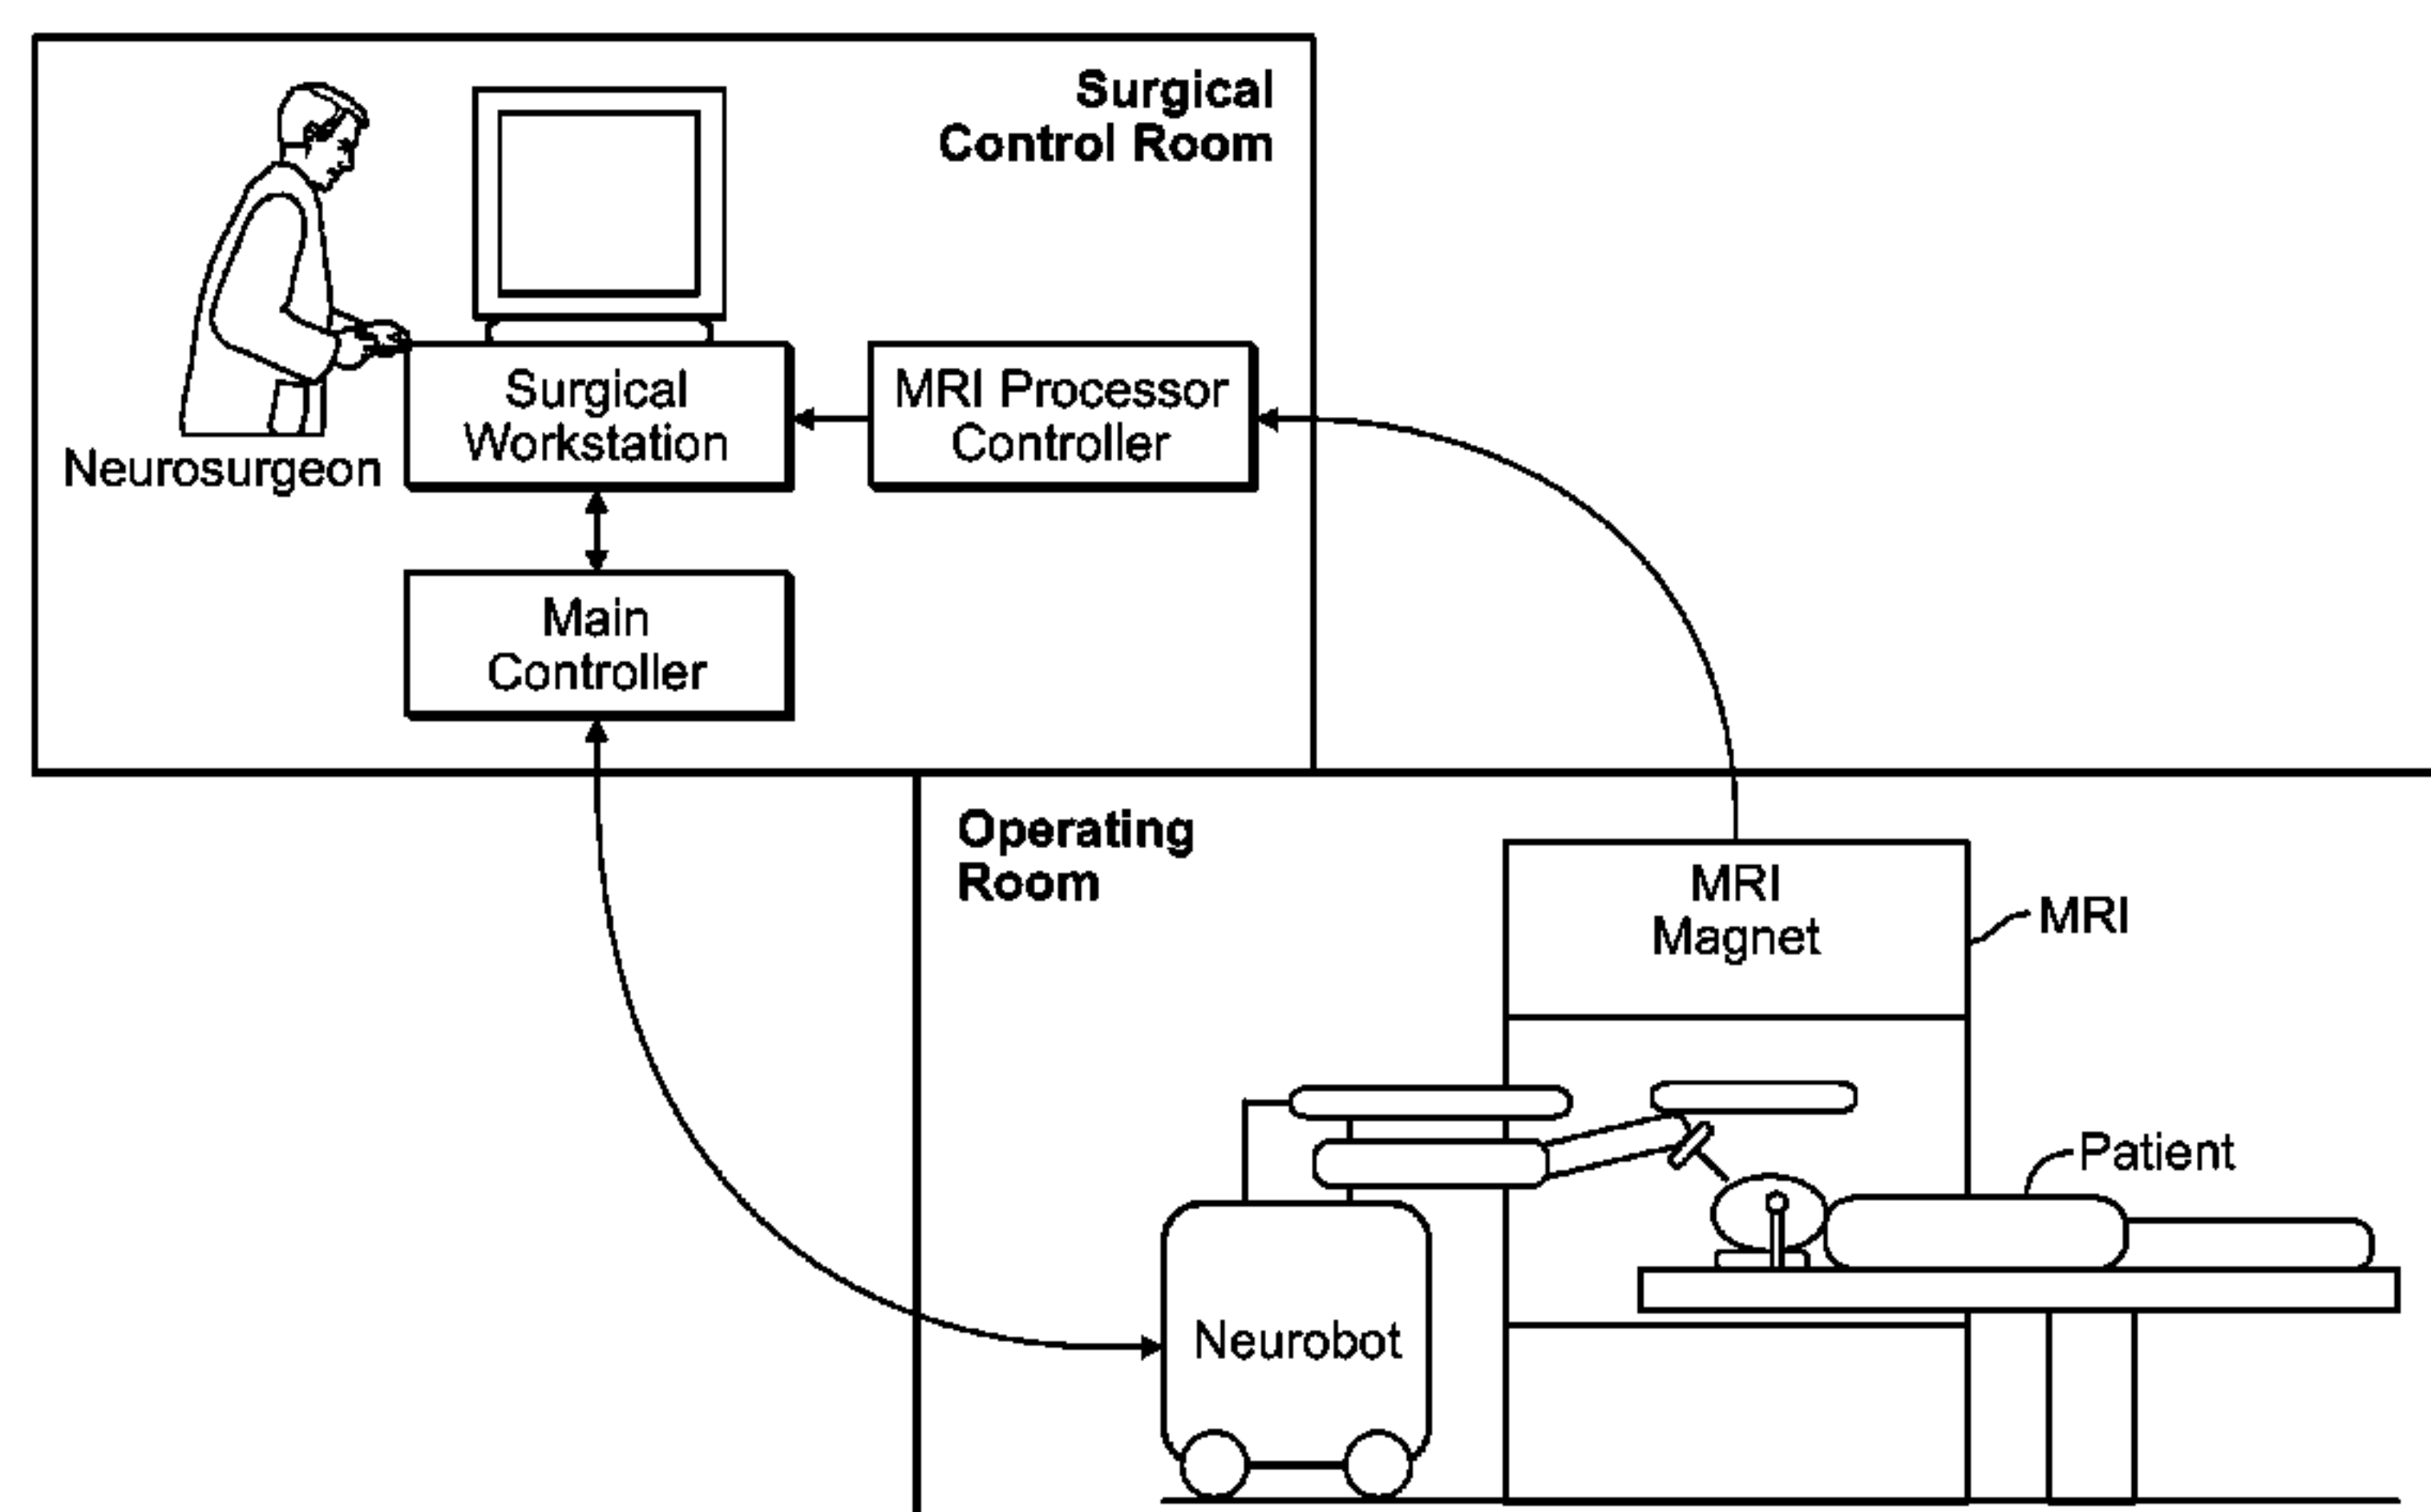 Surgical
Control Room
Neurosurgeon
Surgical
Workstation
MRI Processor
Controller
Main
Controller
Operating
Room
MRI
Magnet
MRI
Patient
Neurobot